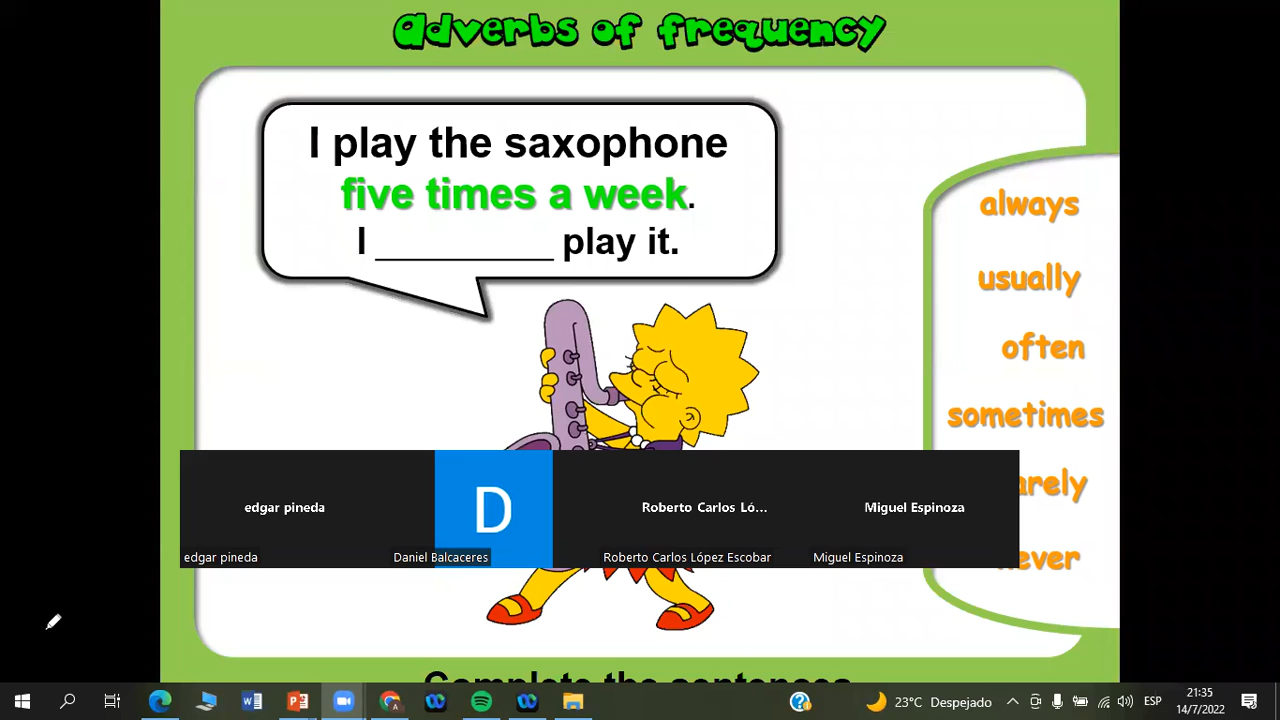 Adverbs of frequency
I play the saxophone
five times a week.
I __________ play it.
always
usually
often
sometimes
arely
never
edgar pineda
D
Roberto Carlos Ló...
Miguel Espinoza
edgar pineda
Daniel Balcaceres
Roberto Carlos López Escobar
Miguel Espinoza
Complete the sentences
23°C Despejado
ESP
21:35
14/7/2022